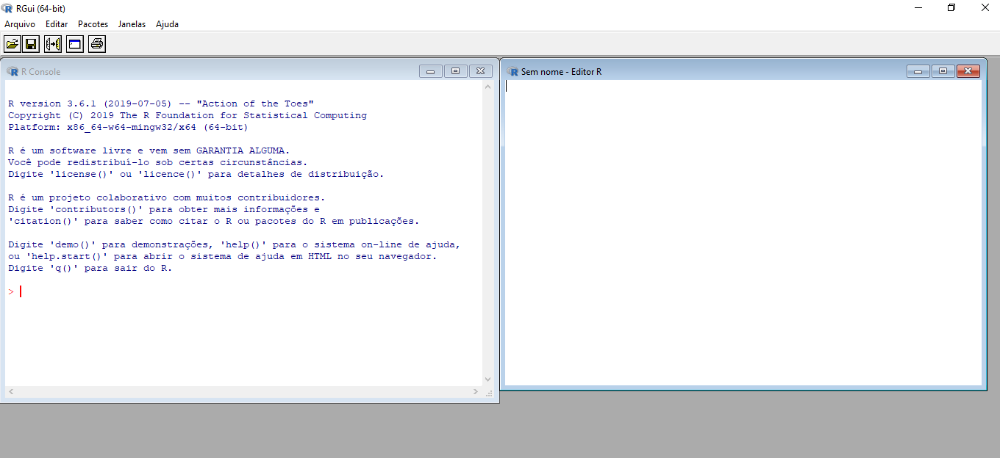 RGui (64-bit)
Arquivo Editar Pacotes Janelas Ajuda
R Console
R version 3.6.1 (2019-07-05) -- "Action of the Toes"
Copyright (C) 2019 The R Foundation for Statistical Computing
Platform: x86_64-w64-mingw32/x64 (64-bit)
R é um software livre e vem sem GARANTIA ALGUMA.
Você pode redistribuí-lo sob certas circunstâncias.
Digite 'license()' ou 'licence()' para detalhes de distribuição.
R é um projeto colaborativo com muitos contribuidores.
Digite 'contributors()' para obter mais informações e
'citation()' para saber como citar o R ou pacotes do R em publicações.
Digite 'demo()' para demonstrações, 'help()' para o sistema on-line de ajuda,
ou 'help.start()' para abrir o sistema de ajuda em HTML no seu navegador.
Digite 'q()' para sair do R.
>
Sem nome - Editor R